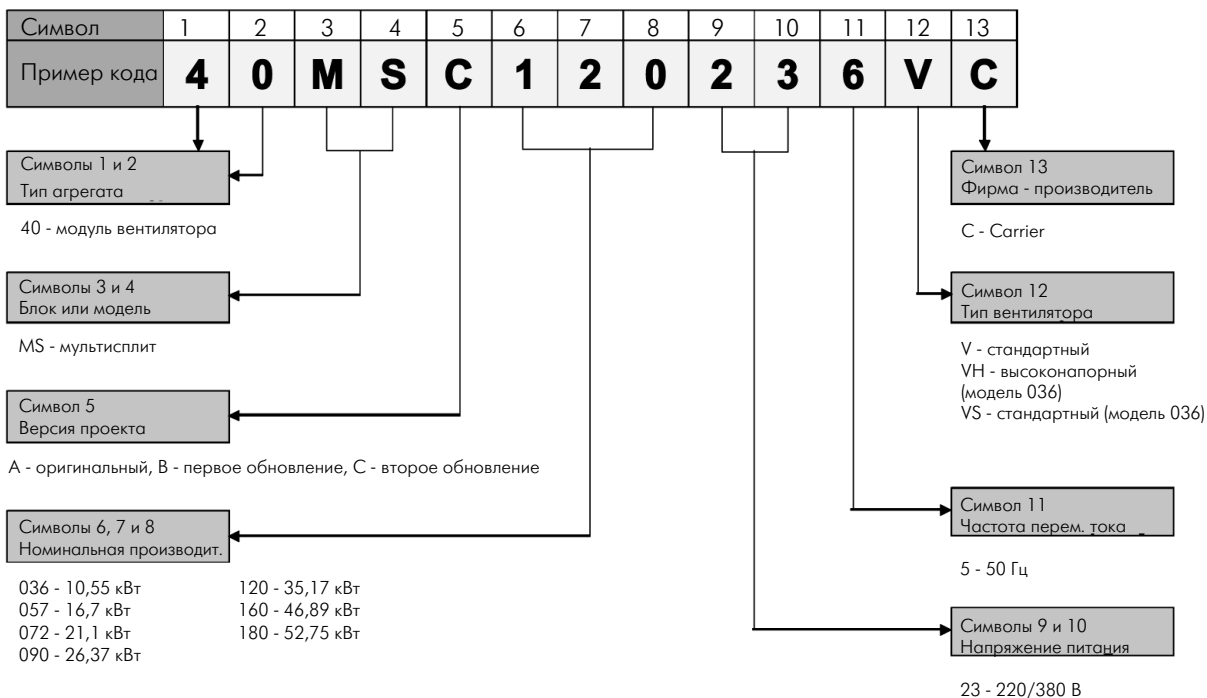 Символ 1 2 3 4 5 6 7 8 9 10 11 12 13
Пример кода 4 0 M S C 1 2 0 2 3 6 V C
Символы 1 и 2
Тип агрегата
40 - модуль вентилятора
Символы 3 и 4
Блок или модель
MS - мультисплит
Символ 5
Версия проекта
A - оригинальный, B - первое обновление, C - второе обновление
Символы 6, 7 и 8
Номинальная производит.
036 - 10,55 кВт 120 - 35,17 кВт
057 - 16,7 кВт 160 - 46,89 кВт
072 - 21,1 кВт 180 - 52,75 кВт
090 - 26,37 кВт
Символ 13
Фирма - производитель
C - Carrier
Символ 12
Тип вентилятора
V - стандартный
VH - высоконапорный
(модель 036)
VS - стандартный (модель 036)
Символ 11
Частота перем. тока
5 - 50 Гц
Символы 9 и 10
Напряжение питания
23 - 220/380 В